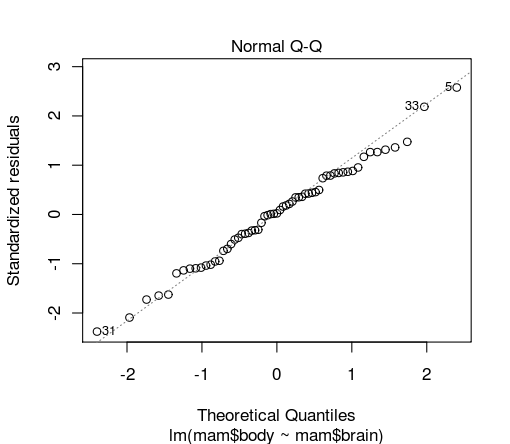 Normal Q-Q
Standardized residuals
3
2
1
0
-1
-2
5
33
31
-2 -1 0 1 2
Theoretical Quantiles
lm(mam$body ~ mam$brain)